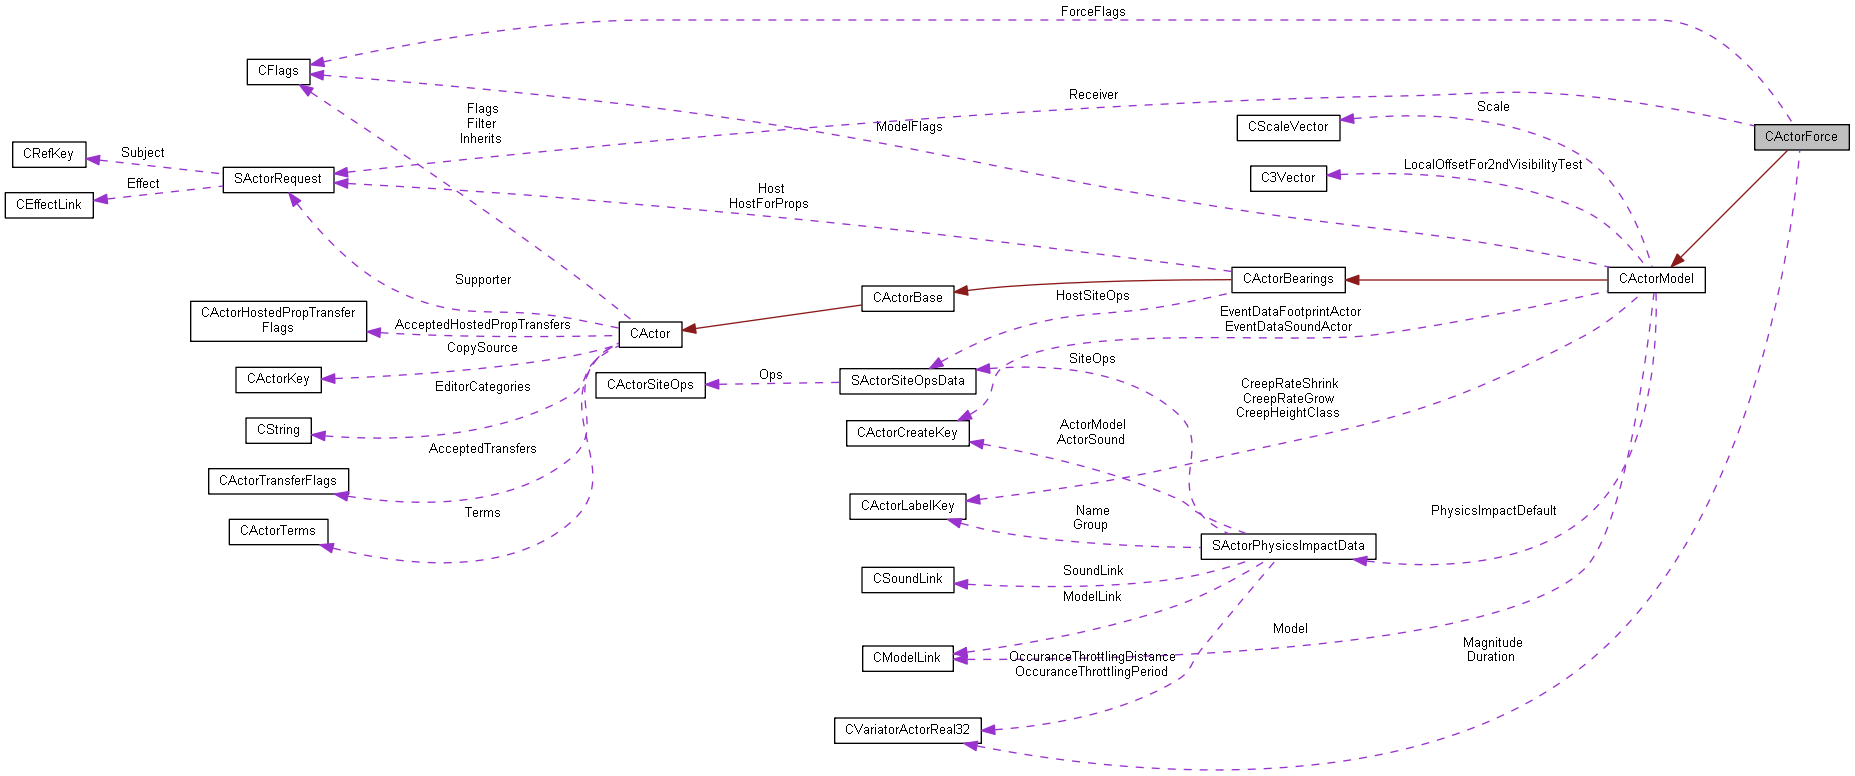 ForceFlags
CFlags
Receiver
Scale
Flags
Filter
Inherits
ModelFlags
CScaleVector
CActorForce
CRefKey
Subject
SActorRequest
Effect
CEffectLink
LocalOffsetFor2ndVisibilityTest
C3Vector
Host
HostForProps
Supporter
CActorBearings
CActorModel
CActorBase
HostSiteOps
CActorHostedPropTransfer
Flags
AcceptedHostedPropTransfers
CActor
EventDataFootprintActor
EventDataSoundActor
CopySource
SiteOps
CActorKey
EditorCategories
CActorSiteOps
Ops
SActorSiteOpsData
CreepRateShrink
CreepRateGrow
CreepHeightClass
CString
AcceptedTransfers
CActorCreateKey
ActorModel
ActorSound
CActorTransferFlags
CActorLabelKey
Name
Group
PhysicsImpactDefault
Terms
CActorTerms
SActorPhysicsImpactData
CSoundLink
SoundLink
ModelLink
Model
CModelLink
OccuranceThrottlingDistance
OccuranceThrottlingPeriod
Magnitude
Duration
CVariatorActorReal32